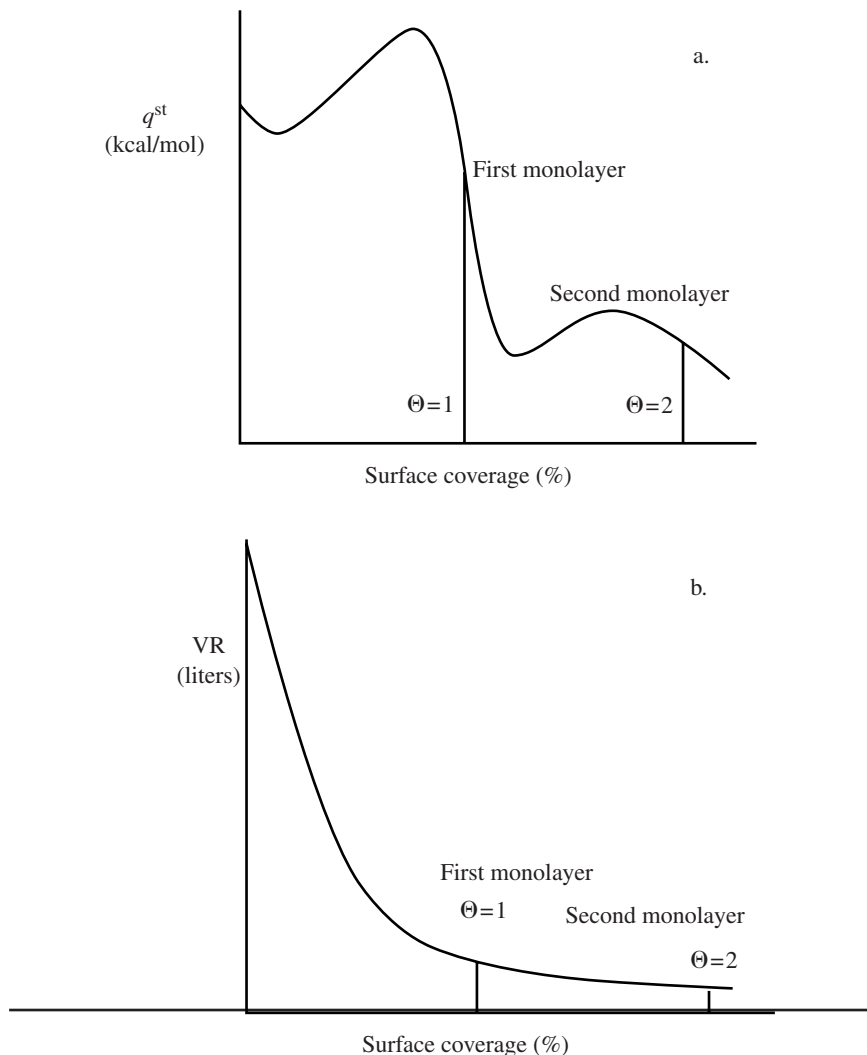 a.
qst
(kcal/mol)
First monolayer
Second monolayer
Θ=1
Θ=2
Surface coverage (%)
b.
VR
(liters)
First monolayer
Θ=1
Second monolayer
Θ=2
Surface coverage (%)